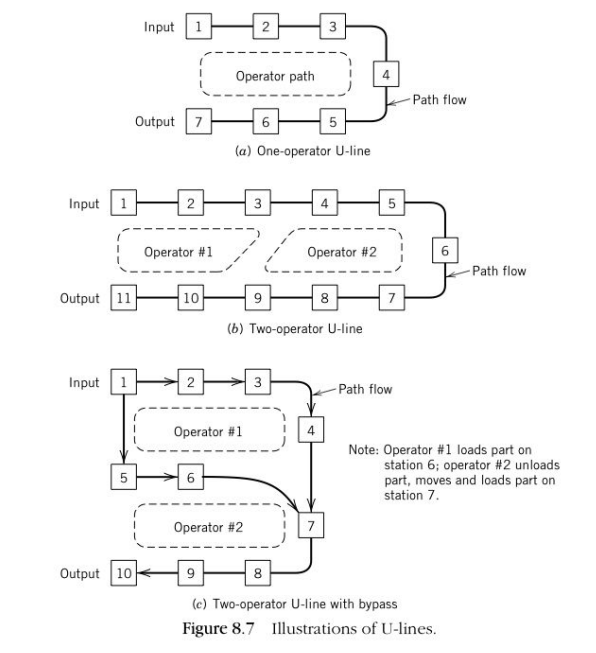 Input 1 2 3
Operator path 4
Path flow
Output 7 6 5
(a) One-operator U-line
Input 1 2 3 4 5
Operator #1 Operator #2 6
Path flow
Output 11 10 9 8 7
(b) Two-operator U-line
Input 1 2 3
Path flow
Operator #1 4
Note: Operator #1 loads part on
station 6; operator #2 unloads
part, moves and loads part on
station 7.
5 6
Operator #2 7
Output 10 9 8
(c) Two-operator U-line with bypass
Figure 8.7 Illustrations of U-lines.